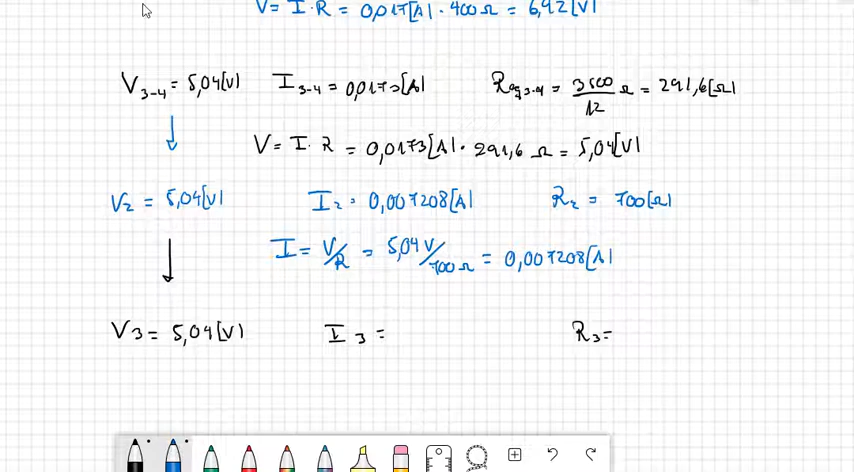 V = I · R = 0,017[A] · 400 Ω = 6,92 [V]
V3-4 = 5,04[V] I3-4 = 0,0173[A] Req3-4 = 3500/12 Ω = 291,6[Ω]
V = I · R = 0,0173[A] · 291,6 Ω = 5,04[V]
V2 = 5,04[V] I2 = 0,007208[A] R2 = 700[Ω]
I = V/R = 5,04 V/700 Ω = 0,007208[A]
V3 = 5,04[V] I3 = R3=